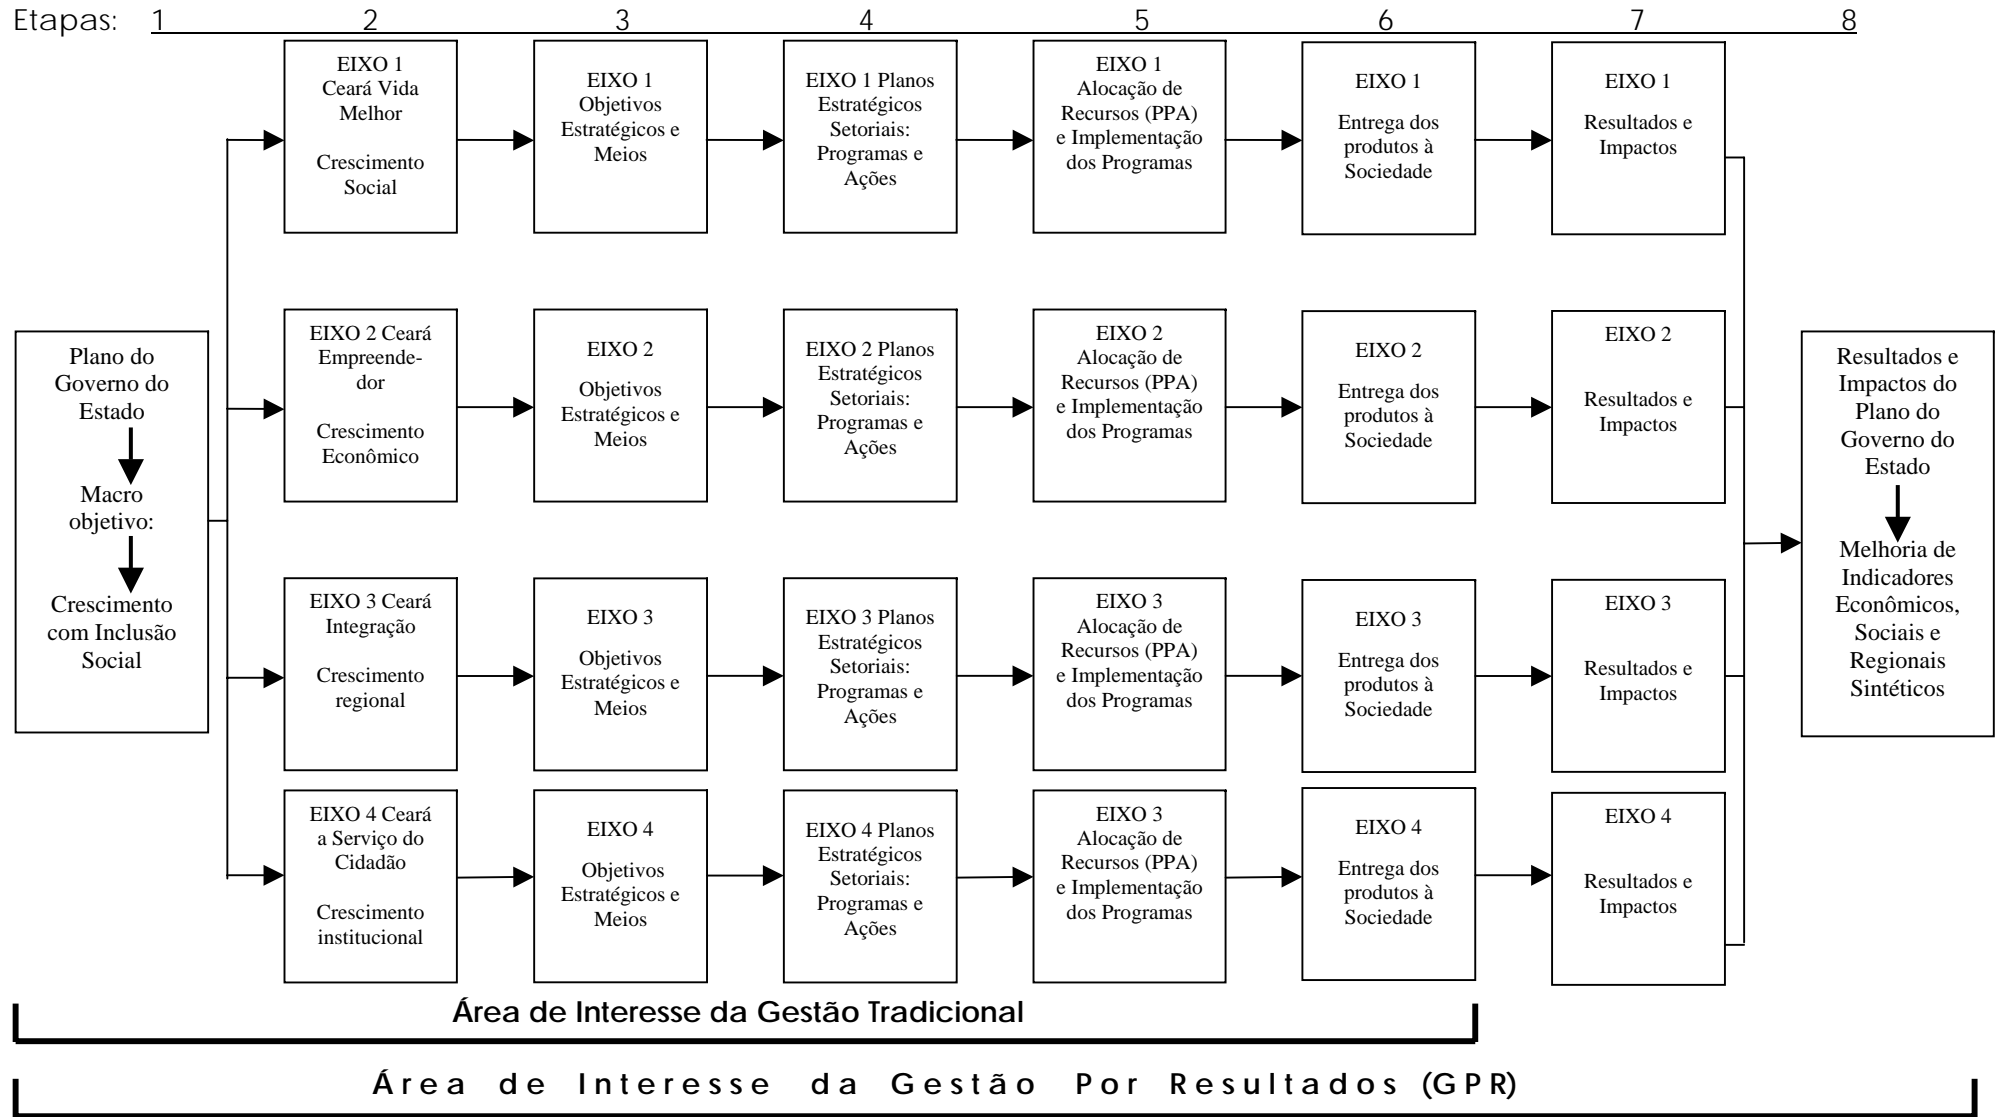 Etapas: 1 2 3 4 5 6 7 8
Plano do
Governo do
Estado
Macro
objetivo:
Crescimento
com Inclusão
Social
EIXO 1
Ceará Vida
Melhor
Crescimento
Social
EIXO 1
Objetivos
Estratégicos e
Meios
EIXO 1 Planos
Estratégicos
Setoriais:
Programas e
Ações
EIXO 1
Alocação de
Recursos (PPA)
e Implementação
dos Programas
EIXO 1
Entrega dos
produtos à
Sociedade
EIXO 1
Resultados e
Impactos
EIXO 2 Ceará
Empreende-
dor
Crescimento
Econômico
EIXO 2
Objetivos
Estratégicos e
Meios
EIXO 2 Planos
Estratégicos
Setoriais:
Programas e
Ações
EIXO 2
Alocação de
Recursos (PPA)
e Implementação
dos Programas
EIXO 2
Entrega dos
produtos à
Sociedade
EIXO 2
Resultados e
Impactos
EIXO 3 Ceará
Integração
Crescimento
regional
EIXO 3
Objetivos
Estratégicos e
Meios
EIXO 3 Planos
Estratégicos
Setoriais:
Programas e
Ações
EIXO 3
Alocação de
Recursos (PPA)
e Implementação
dos Programas
EIXO 3
Entrega dos
produtos à
Sociedade
EIXO 3
Resultados e
Impactos
EIXO 4 Ceará
a Serviço do
Cidadão
Crescimento
institucional
EIXO 4
Objetivos
Estratégicos e
Meios
EIXO 4 Planos
Estratégicos
Setoriais:
Programas e
Ações
EIXO 3
Alocação de
Recursos (PPA)
e Implementação
dos Programas
EIXO 4
Entrega dos
produtos à
Sociedade
EIXO 4
Resultados e
Impactos
Resultados e
Impactos do
Plano do
Governo do
Estado
Melhoria de
Indicadores
Econômicos,
Sociais e
Regionais
Sintéticos
Área de Interesse da Gestão Tradicional
Área de Interesse da Gestão Por Resultados (GPR)